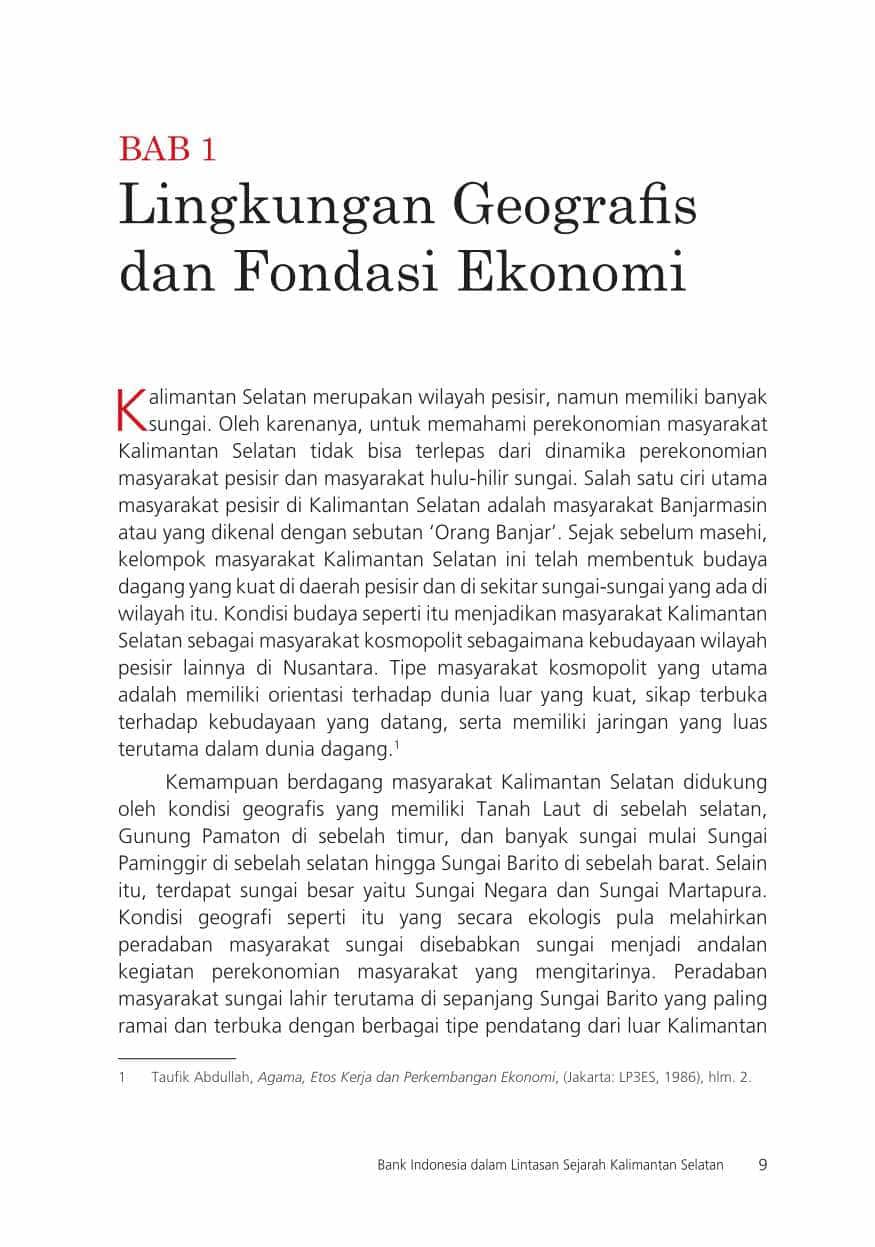 BAB 1
Lingkungan Geografis
dan Fondasi Ekonomi
Kalimantan Selatan merupakan wilayah pesisir, namun memiliki banyak
sungai. Oleh karenanya, untuk memahami perekonomian masyarakat
Kalimantan Selatan tidak bisa terlepas dari dinamika perekonomian
masyarakat pesisir dan masyarakat hulu-hilir sungai. Salah satu ciri utama
masyarakat pesisir di Kalimantan Selatan adalah masyarakat Banjarmasin
atau yang dikenal dengan sebutan ‘Orang Banjar’. Sejak sebelum masehi,
kelompok masyarakat Kalimantan Selatan ini telah membentuk budaya
dagang yang kuat di daerah pesisir dan di sekitar sungai-sungai yang ada di
wilayah itu. Kondisi budaya seperti itu menjadikan masyarakat Kalimantan
Selatan sebagai masyarakat kosmopolit sebagaimana kebudayaan wilayah
pesisir lainnya di Nusantara. Tipe masyarakat kosmopolit yang utama
adalah memiliki orientasi terhadap dunia luar yang kuat, sikap terbuka
terhadap kebudayaan yang datang, serta memiliki jaringan yang luas
terutama dalam dunia dagang.¹
Kemampuan berdagang masyarakat Kalimantan Selatan didukung
oleh kondisi geografis yang memiliki Tanah Laut di sebelah selatan,
Gunung Pamaton di sebelah timur, dan banyak sungai mulai Sungai
Paminggir di sebelah selatan hingga Sungai Barito di sebelah barat. Selain
itu, terdapat sungai besar yaitu Sungai Negara dan Sungai Martapura.
Kondisi geografi seperti itu yang secara ekologis pula melahirkan
peradaban masyarakat sungai disebabkan sungai menjadi andalan
kegiatan perekonomian masyarakat yang mengitarinya. Peradaban
masyarakat sungai lahir terutama di sepanjang Sungai Barito yang paling
ramai dan terbuka dengan berbagai tipe pendatang dari luar Kalimantan
1 Taufik Abdullah, Agama, Etos Kerja dan Perkembangan Ekonomi, (Jakarta: LP3ES, 1986), hlm. 2.
Bank Indonesia dalam Lintasan Sejarah Kalimantan Selatan 9